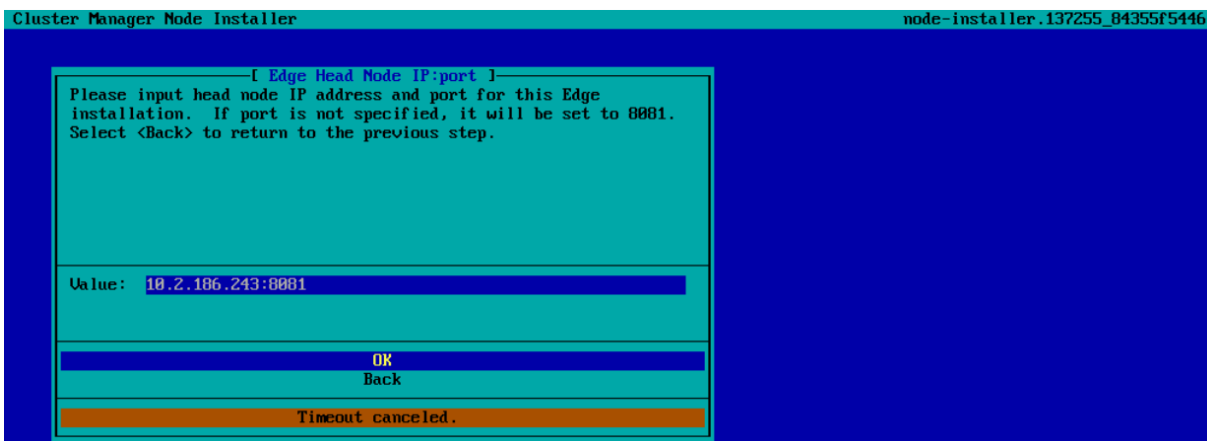 Cluster Manager Node Installer
node-installer.137255_84355f5446
[ Edge Head Node IP:port ]
Please input head node IP address and port for this Edge
installation.  If port is not specified, it will be set to 8081.
Select <Back> to return to the previous step.
Value: 10.2.186.243:8081
OK
Back
Timeout canceled.